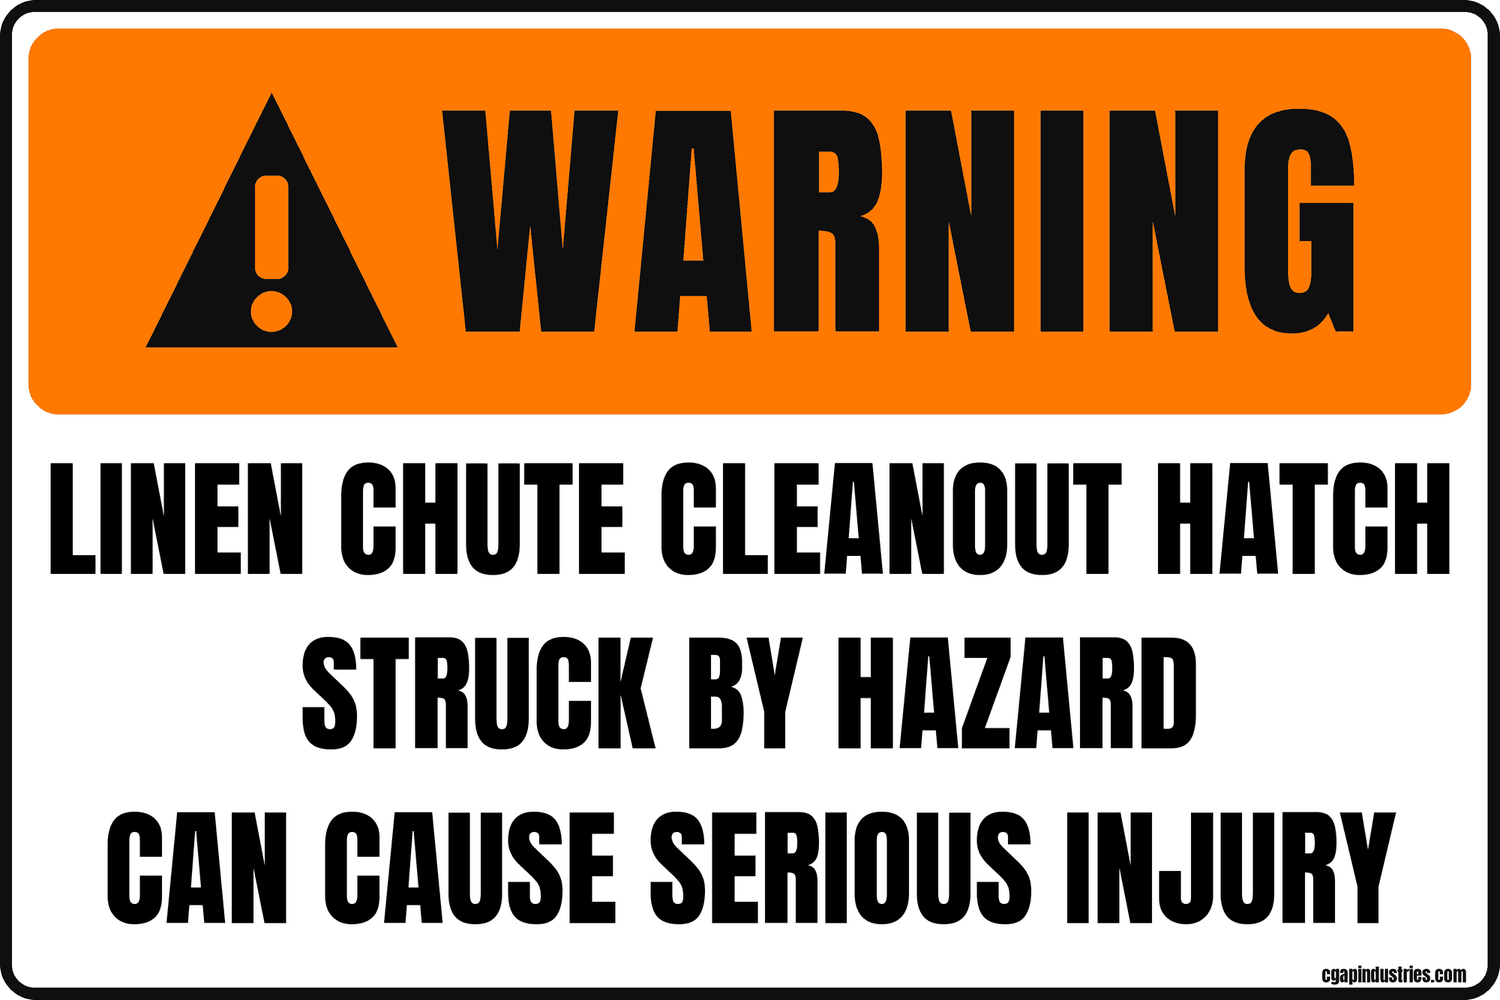 WARNING
LINEN CHUTE CLEANOUT HATCH
STRUCK BY HAZARD
CAN CAUSE SERIOUS INJURY
cgapindustries.com